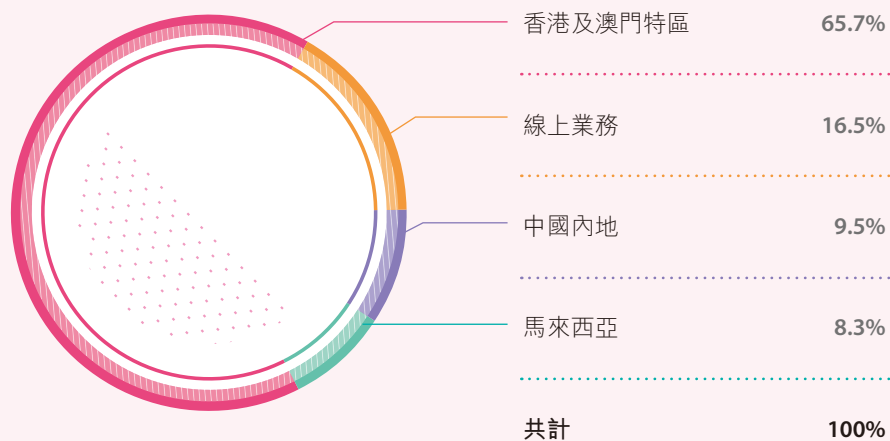 香港及澳門特區 65.7%
線上業務 16.5%
中國內地 9.5%
馬來西亞 8.3%
共計 100%